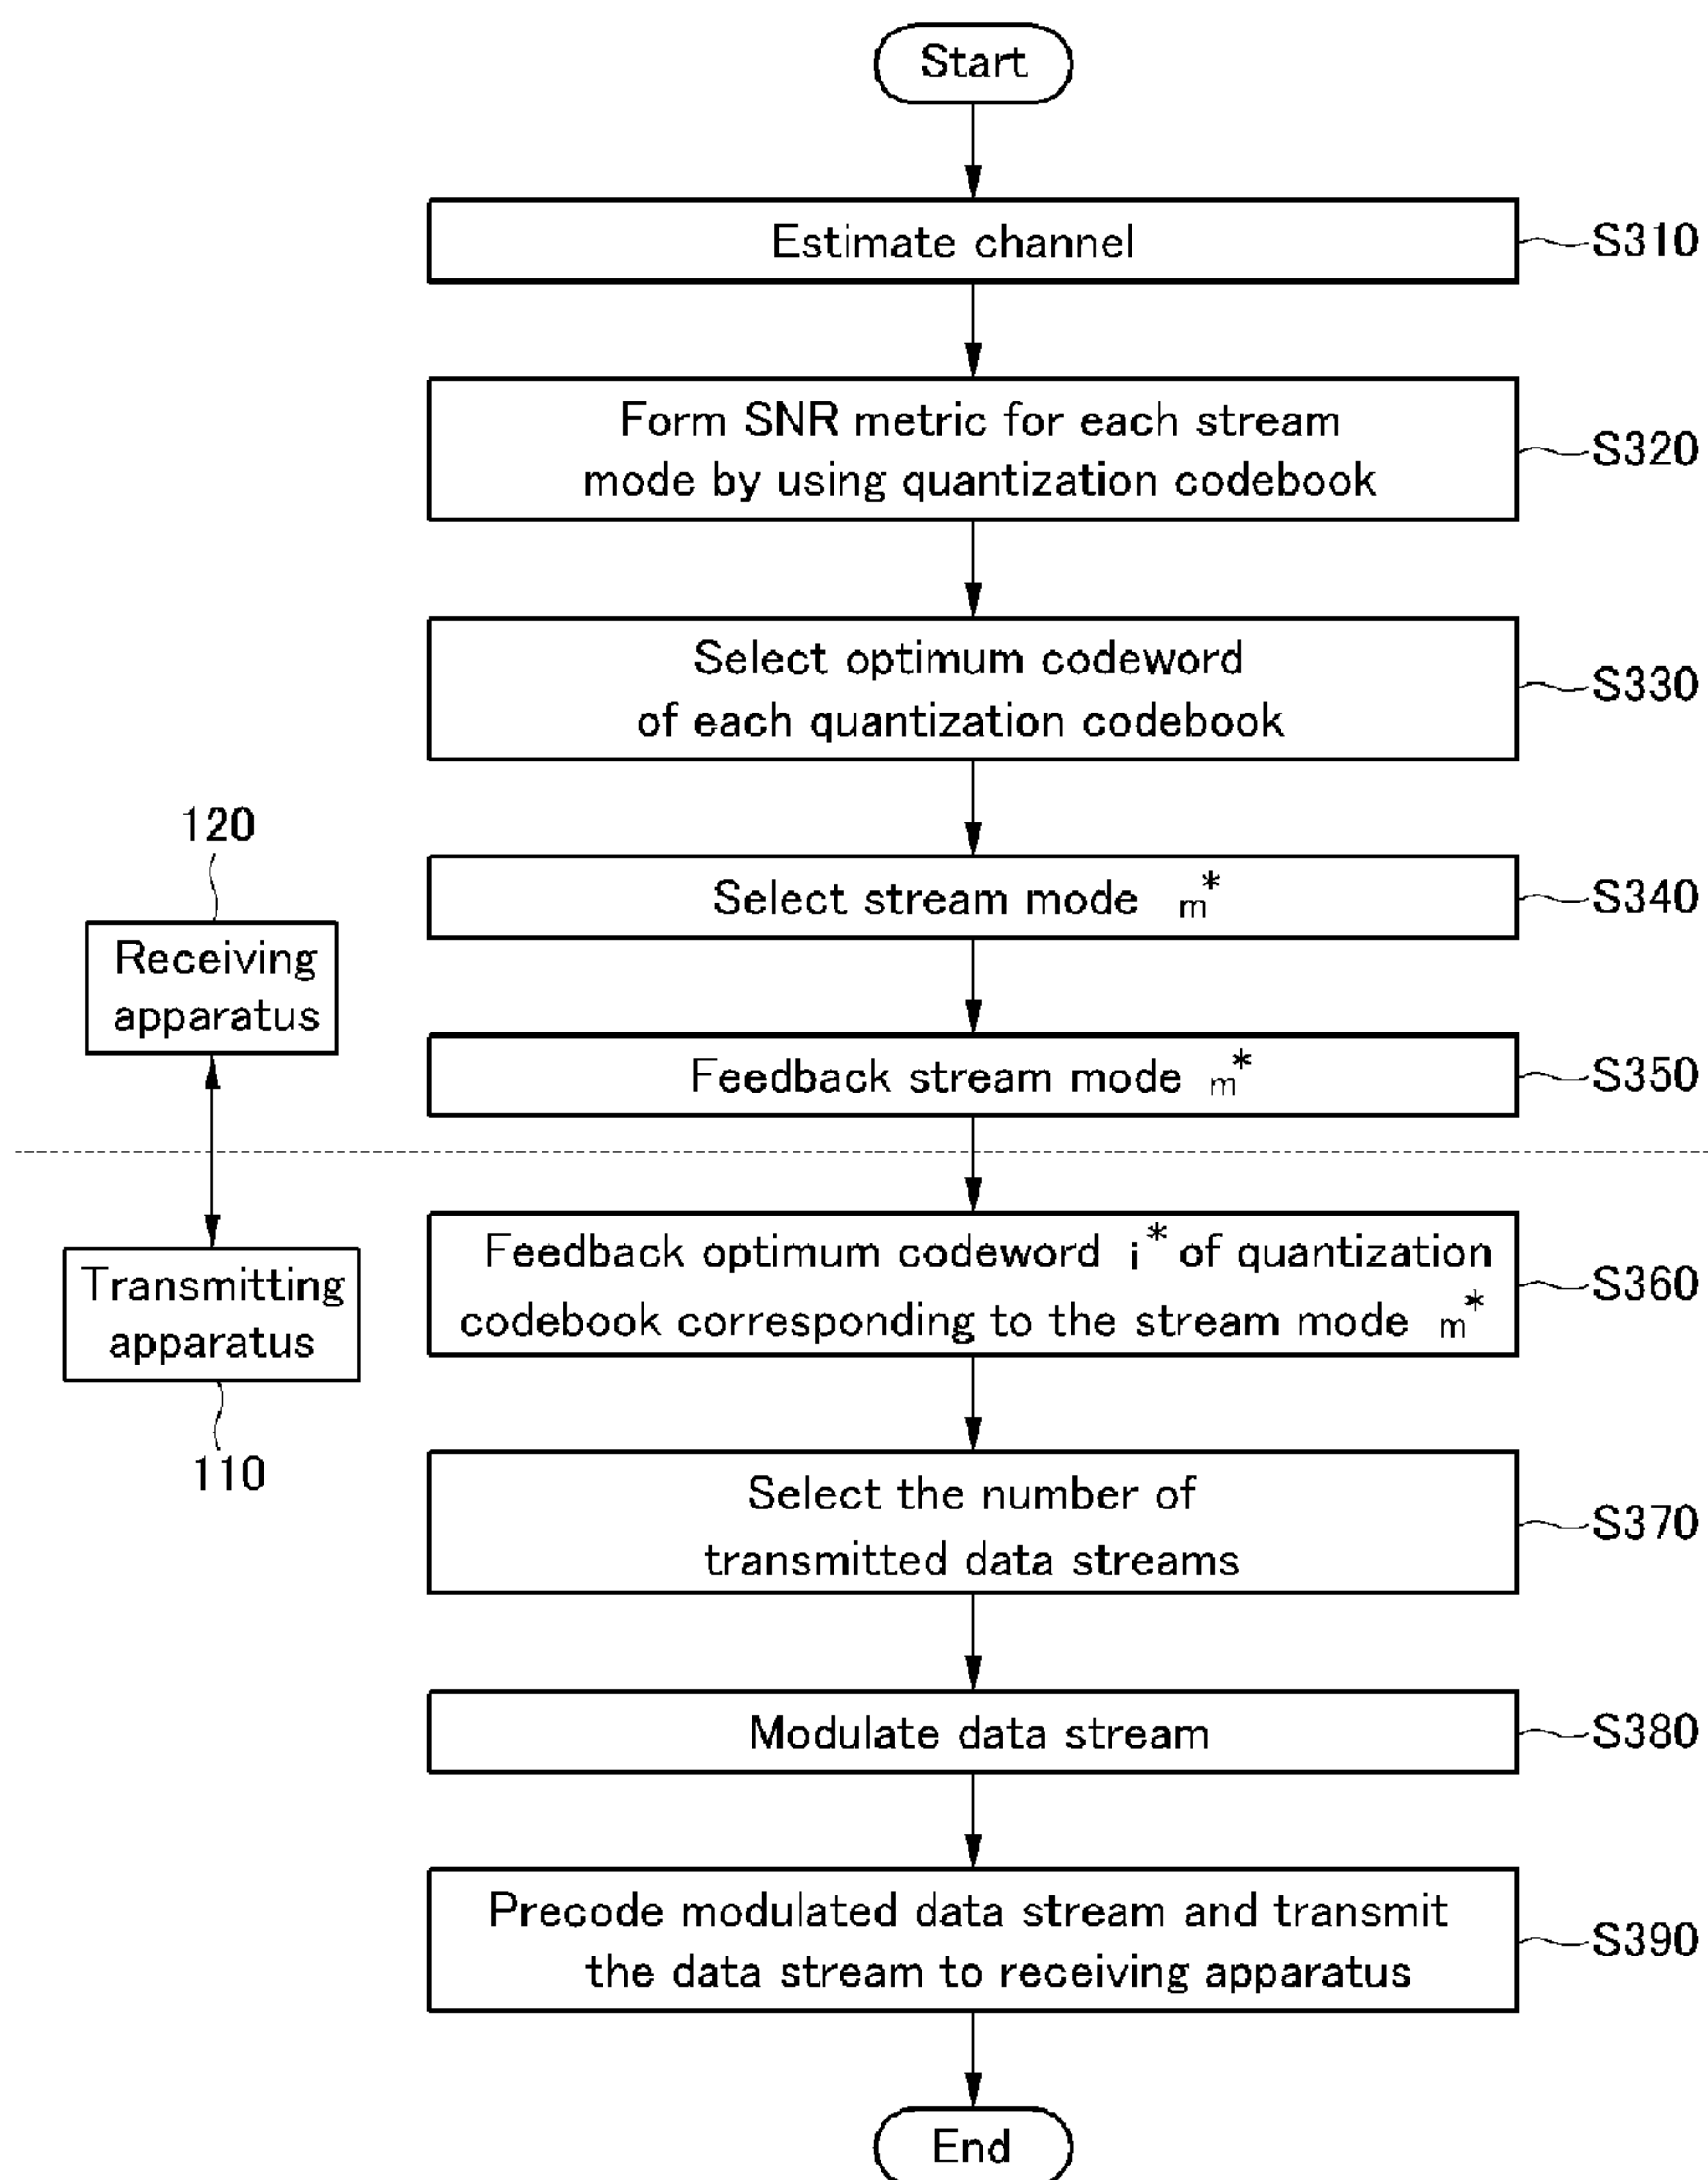 Start
Estimate channel
S310
Form SNR metric for each stream
mode by using quantization codebook
S320
Select optimum codeword
of each quantization codebook
S330
Select stream mode m*
S340
Feedback stream mode m*
S350
120
Receiving
apparatus
Transmitting
apparatus
110
Feedback optimum codeword i* of quantization
codebook corresponding to the stream mode m*
S360
Select the number of
transmitted data streams
S370
Modulate data stream
S380
Precode modulated data stream and transmit
the data stream to receiving apparatus
S390
End